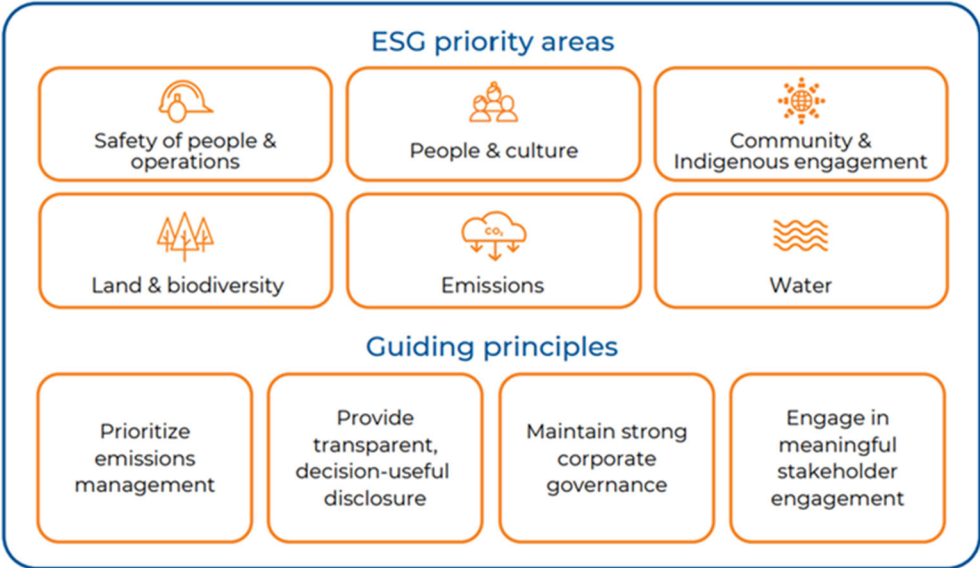 ESG priority areas
Safety of people &
operations
People & culture
Community &
Indigenous engagement
Land & biodiversity
CO₂
Emissions
Water
Guiding principles
Prioritize
emissions
management
Provide
transparent,
decision-useful
disclosure
Maintain strong
corporate
governance
Engage in
meaningful
stakeholder
engagement